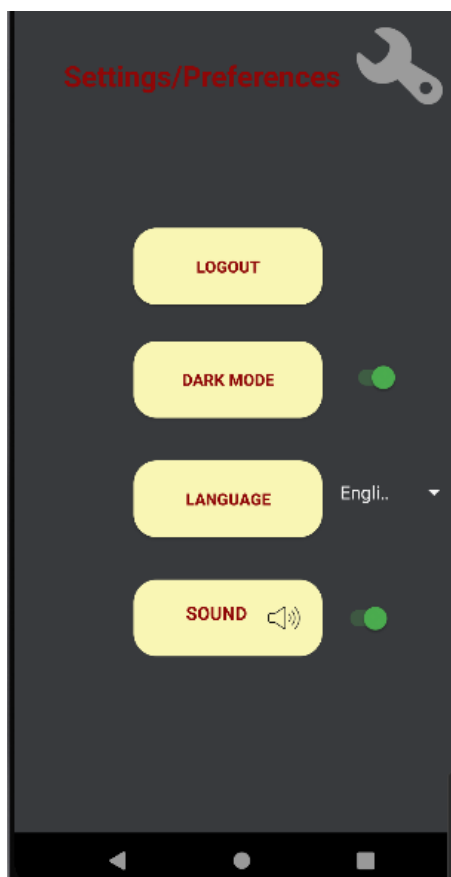 Settings/Preferences
LOGOUT
DARK MODE
LANGUAGE
Engli..
SOUND